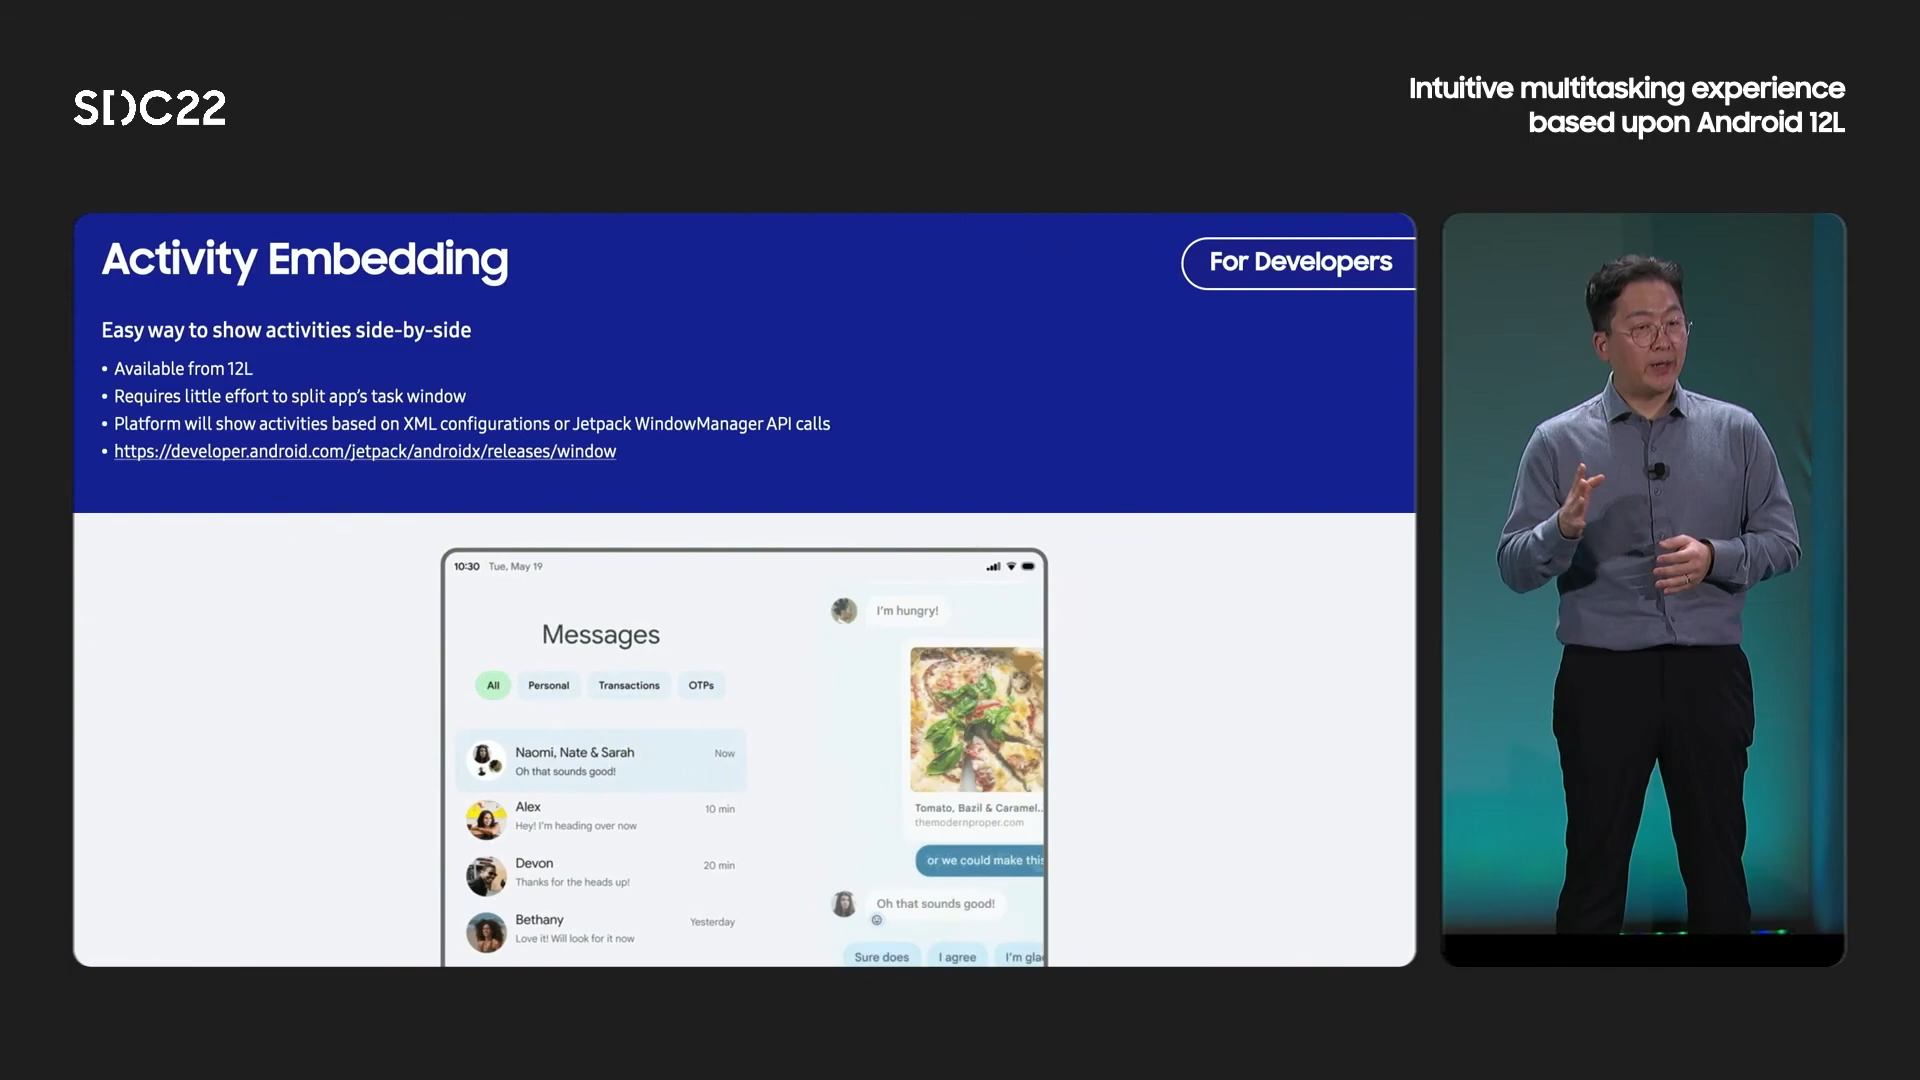 SDC22
Intuitive multitasking experience
based upon Android 12L
Activity Embedding
For Developers
Easy way to show activities side-by-side
• Available from 12L
• Requires little effort to split app's task window
• Platform will show activities based on XML configurations or Jetpack WindowManager API calls
• https://developer.android.com/jetpack/androidx/releases/window
10:30 Tue, May 19
Messages
All Personal Transactions OTPs
Naomi, Nate & Sarah Now
Oh that sounds good!
Alex 10 min
Hey! I'm heading over now
Devon 20 min
Thanks for the heads up!
Bethany Yesterday
Love it! Will look for it now
I'm hungry!
Tomato, Bazil & Caramel..
themodernproper.com
or we could make this
Oh that sounds good!
Sure does I agree I'm gla